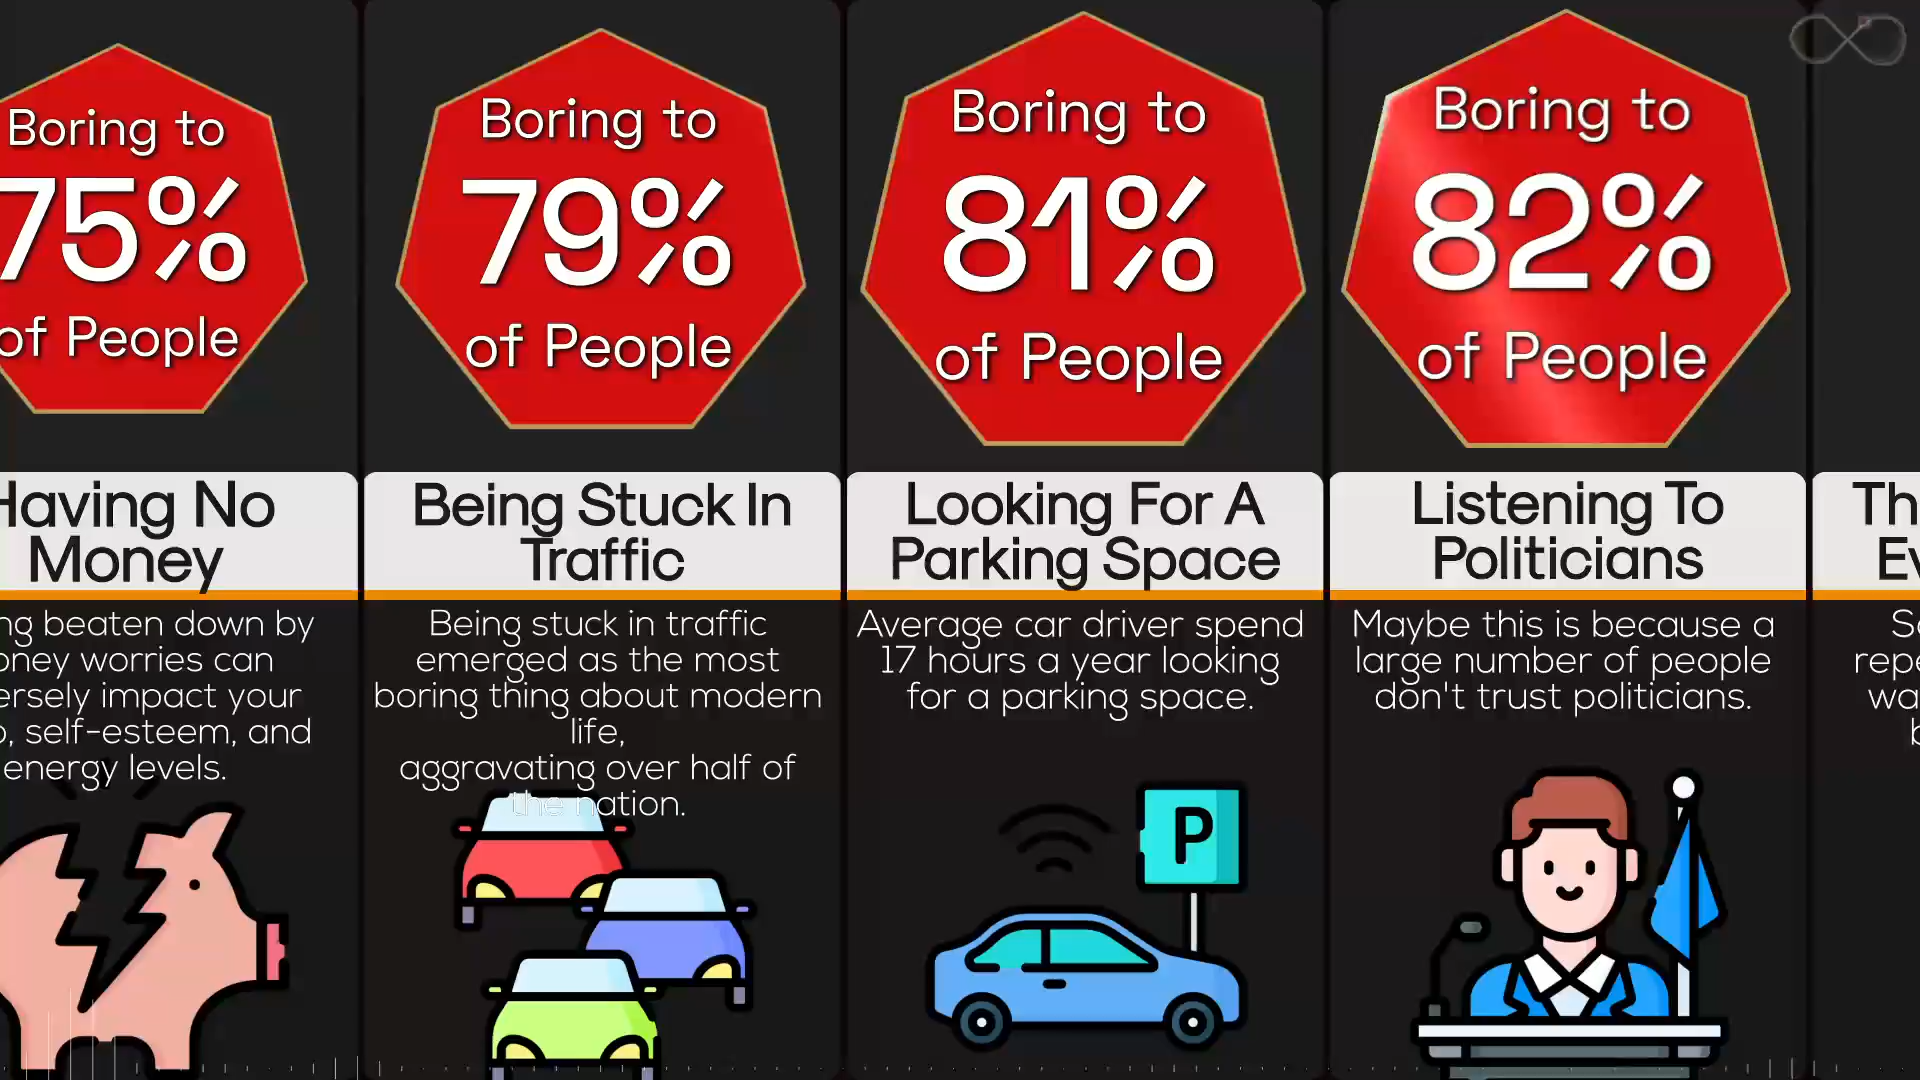 Boring to
75%
of People
Having No
Money
beaten down by
worries can
impact your
self-esteem, and
energy levels.
Boring to
79%
of People
Being Stuck In
Traffic
Being stuck in traffic
emerged as the most
boring thing about modern
life,
aggravating over half of
the nation.
Boring to
81%
of People
Looking For A
Parking Space
Average car driver spend
17 hours a year looking
for a parking space.
P
Boring to
82%
of People
Listening To
Politicians
Maybe this is because a
large number of people
don't trust politicians.